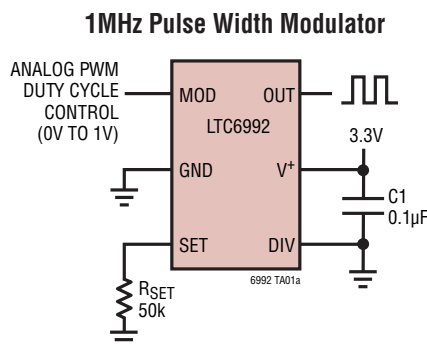 1MHz Pulse Width Modulator
ANALOG PWM
DUTY CYCLE
CONTROL
(0V TO 1V)
MOD
OUT
LTC6992
3.3V
GND
V+
C1
0.1µF
SET
DIV
6992 TA01a
RSET
50k